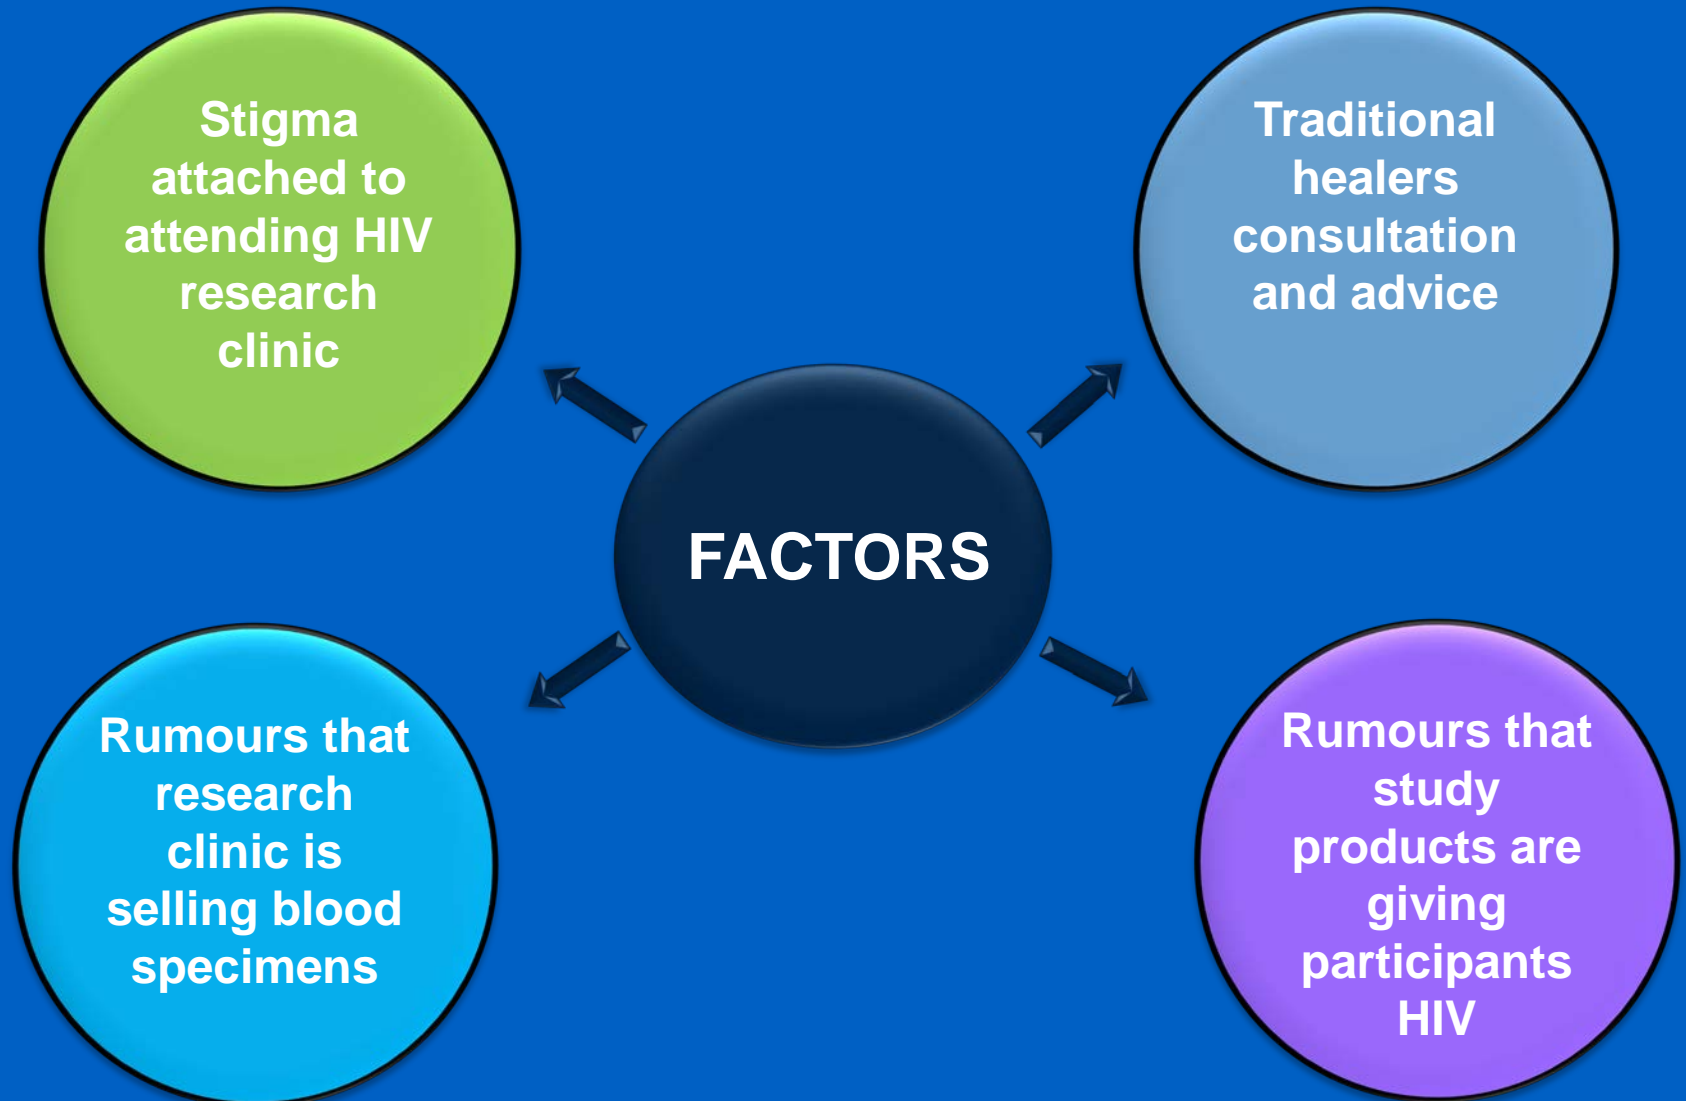 Stigma
attached to
attending HIV
research
clinic
Traditional
healers
consultation
and advice
FACTORS
Rumours that
research
clinic is
selling blood
specimens
Rumours that
study
products are
giving
participants
HIV